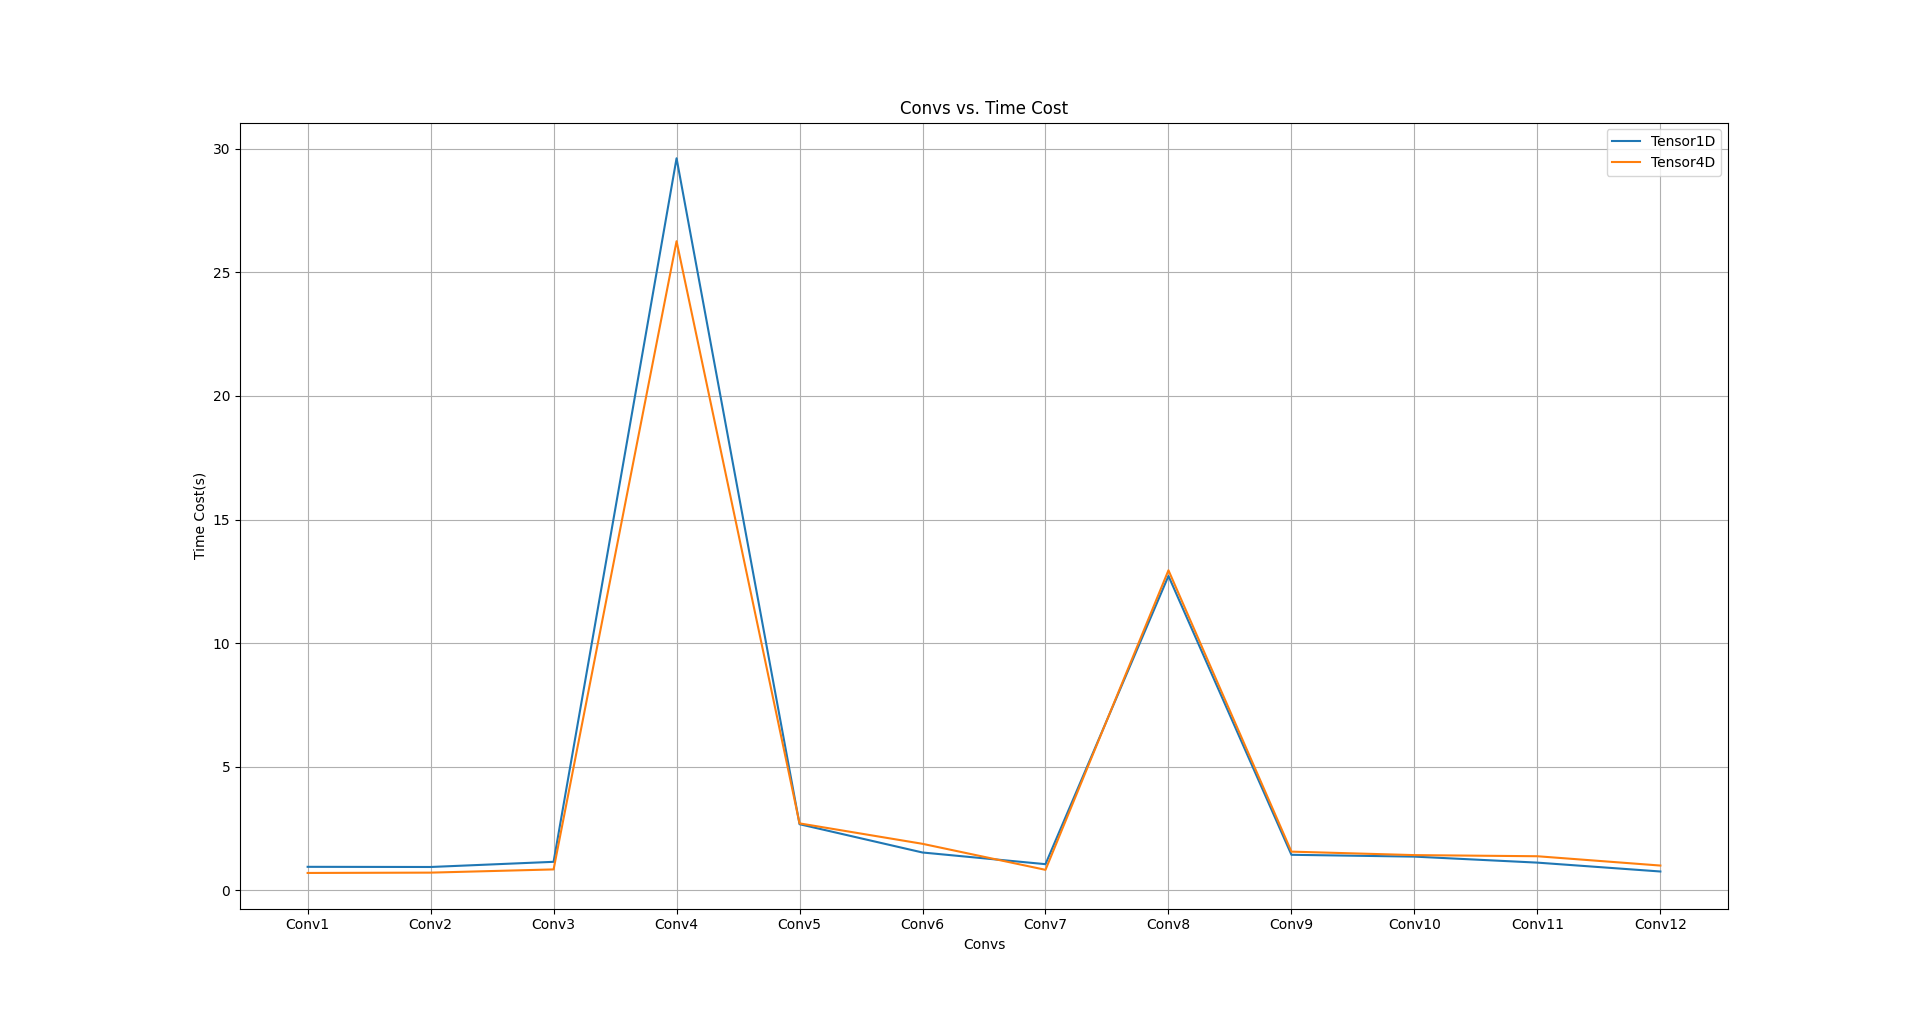 Convs vs. Time Cost
Tensor1D
Tensor4D
30
25
20
15
10
5
0
Time Cost(s)
Conv1 Conv2 Conv3 Conv4 Conv5 Conv6 Conv7 Conv8 Conv9 Conv10 Conv11 Conv12
Convs